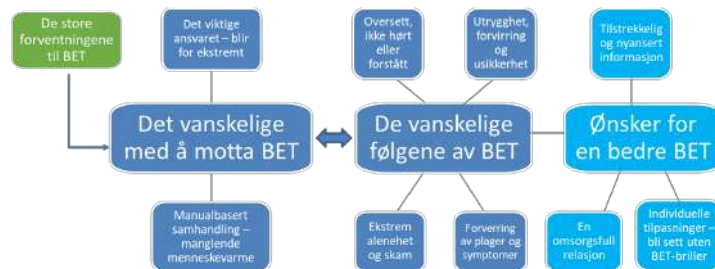 De store
forventningene
til BET
Det viktige
ansvaret – blir
for ekstremt
Oversett,
ikke hørt
eller
forstått
Utrygghet,
forvirring
og
usikkerhet
Tilstrekkelig
og nyansert
informasjon
Det vanskelige
med å motta BET
De vanskelige
følgene av BET
Ønsker for
en bedre BET
Manualbasert
samhandling –
manglende
menneskevarme
Ekstrem
alenehet
og skam
Forverring
av plager og
symptomer
En
omsorgsfull
relasjon
Individuelle
tilpasninger –
bli sett uten
BET-briller